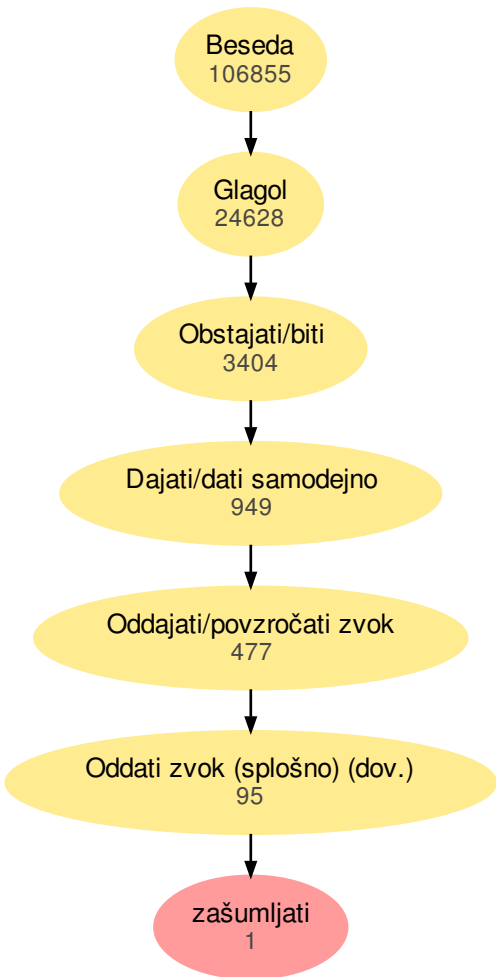 Beseda
106855
Glagol
24628
Obstajati/biti
3404
Dajati/dati samodejno
949
Oddajati/povzročati zvok
477
Oddati zvok (splošno) (dov.)
95
zašumljati
1